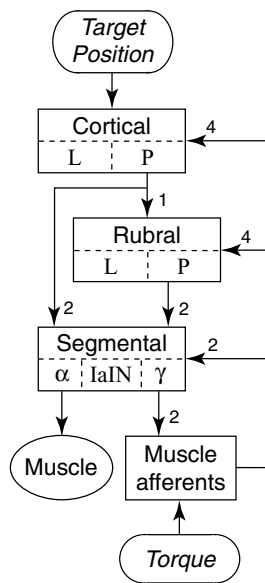 Target
Position
Cortical
4
L P
1
Rubral
4
L P
2 2
Segmental
2
α IaIN γ
2
Muscle
Muscle
afferents
Torque